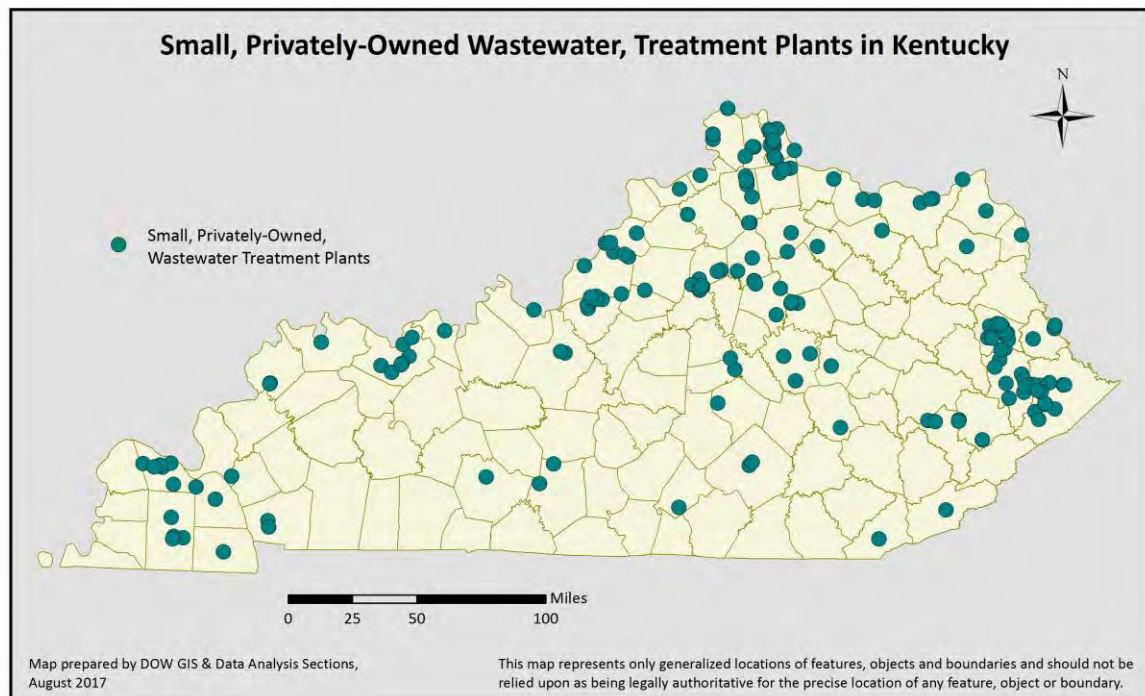 Small, Privately-Owned Wastewater, Treatment Plants in Kentucky
N
Small, Privately-Owned,
Wastewater Treatment Plants
Miles
0 25 50 100
Map prepared by DOW GIS & Data Analysis Sections,
August 2017
This map represents only generalized locations of features, objects and boundaries and should not be
relied upon as being legally authoritative for the precise location of any feature, object or boundary.